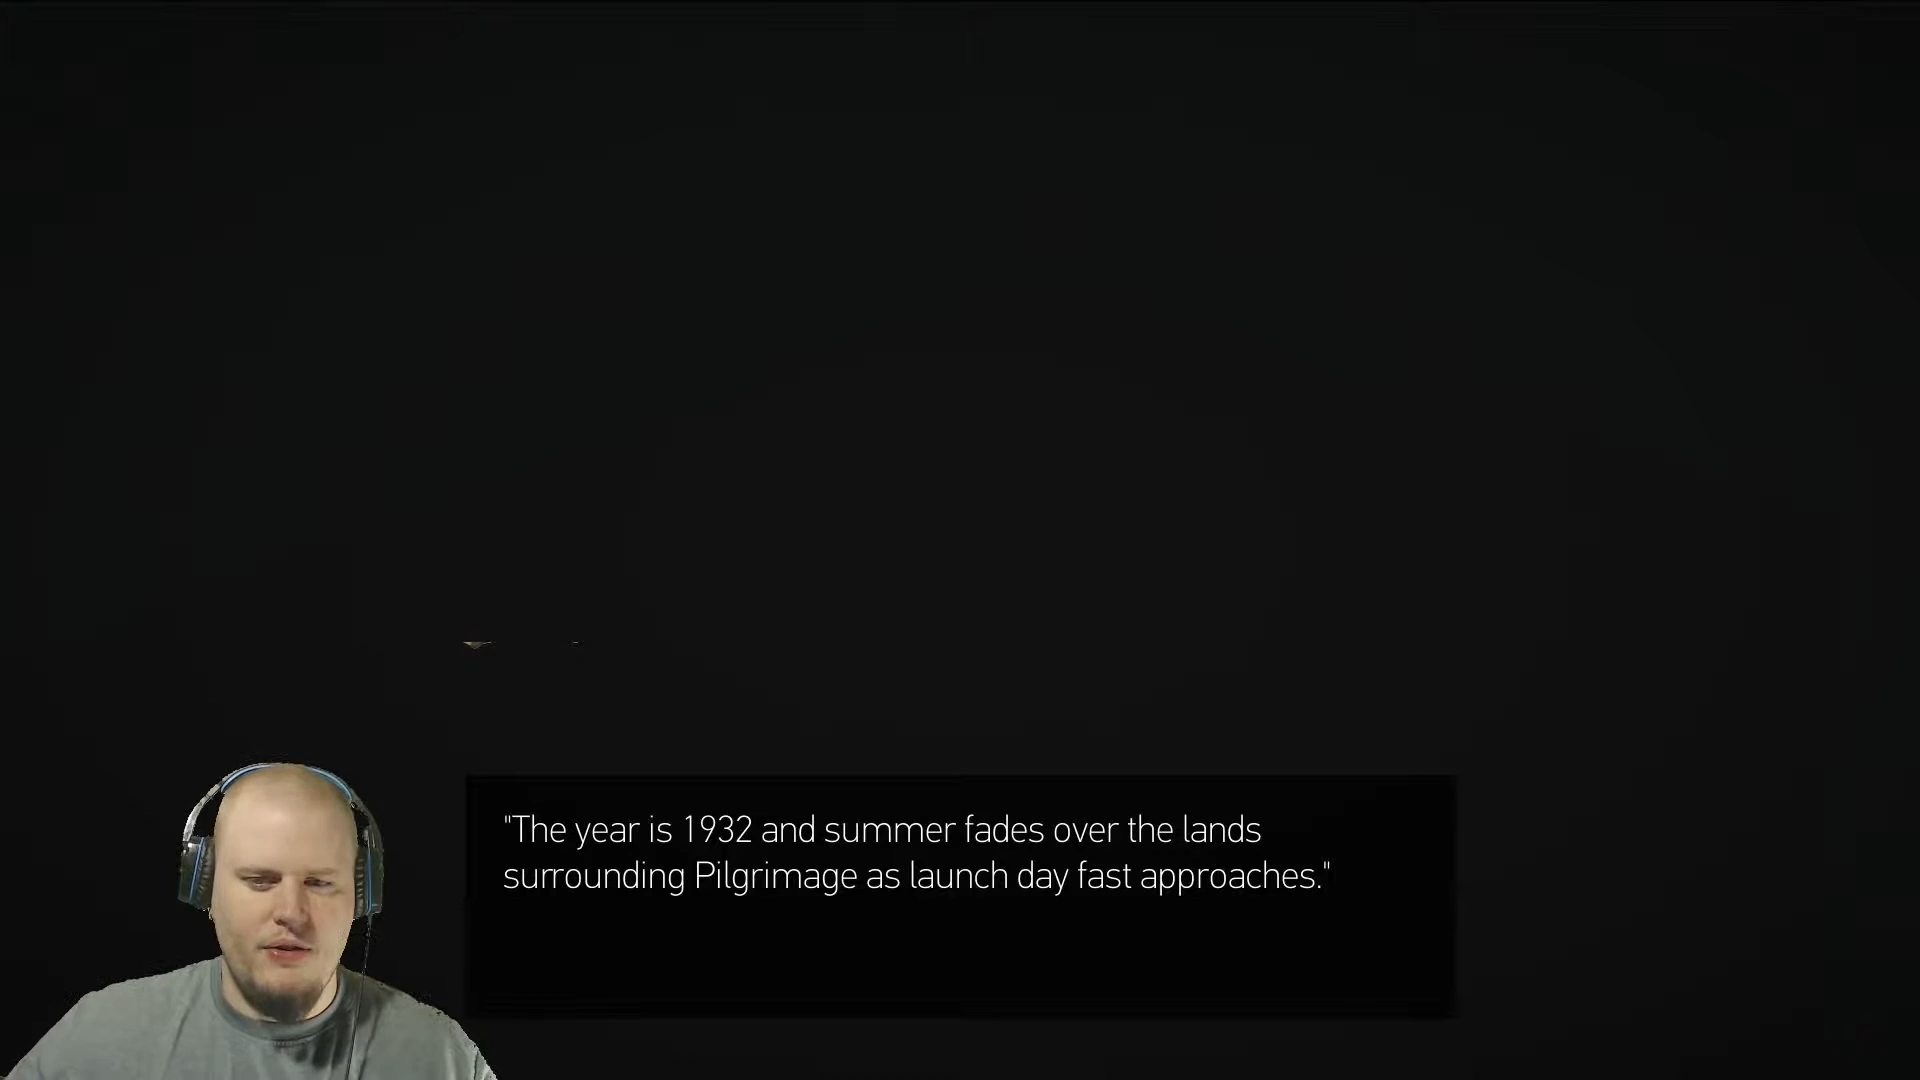 "The year is 1932 and summer fades over the lands
surrounding Pilgrimage as launch day fast approaches."